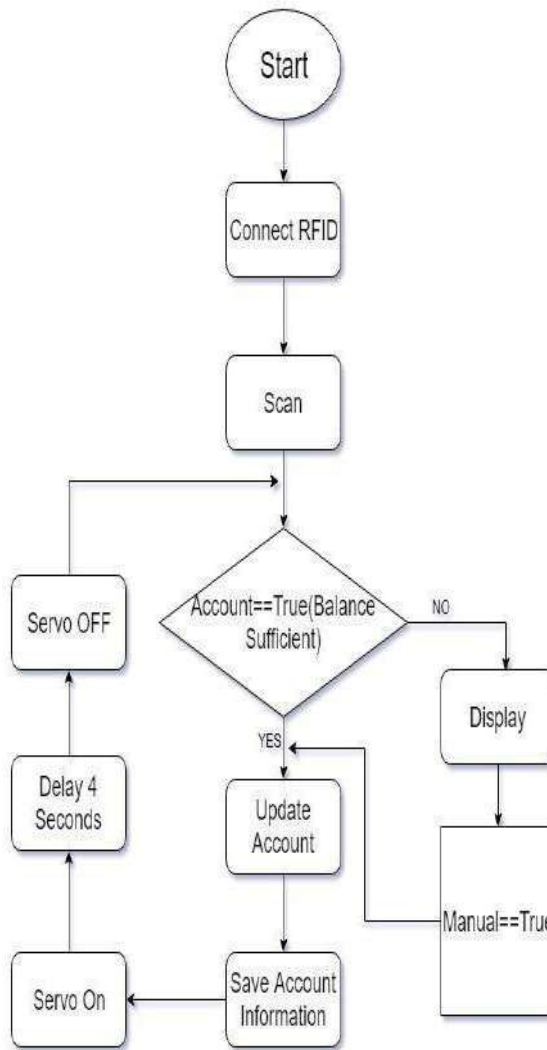 Start
Connect RFID
Scan
Account==True(Balance
Sufficient)
NO
Display
Manual==True
YES
Update
Account
Save Account
Information
Servo On
Delay 4
Seconds
Servo OFF